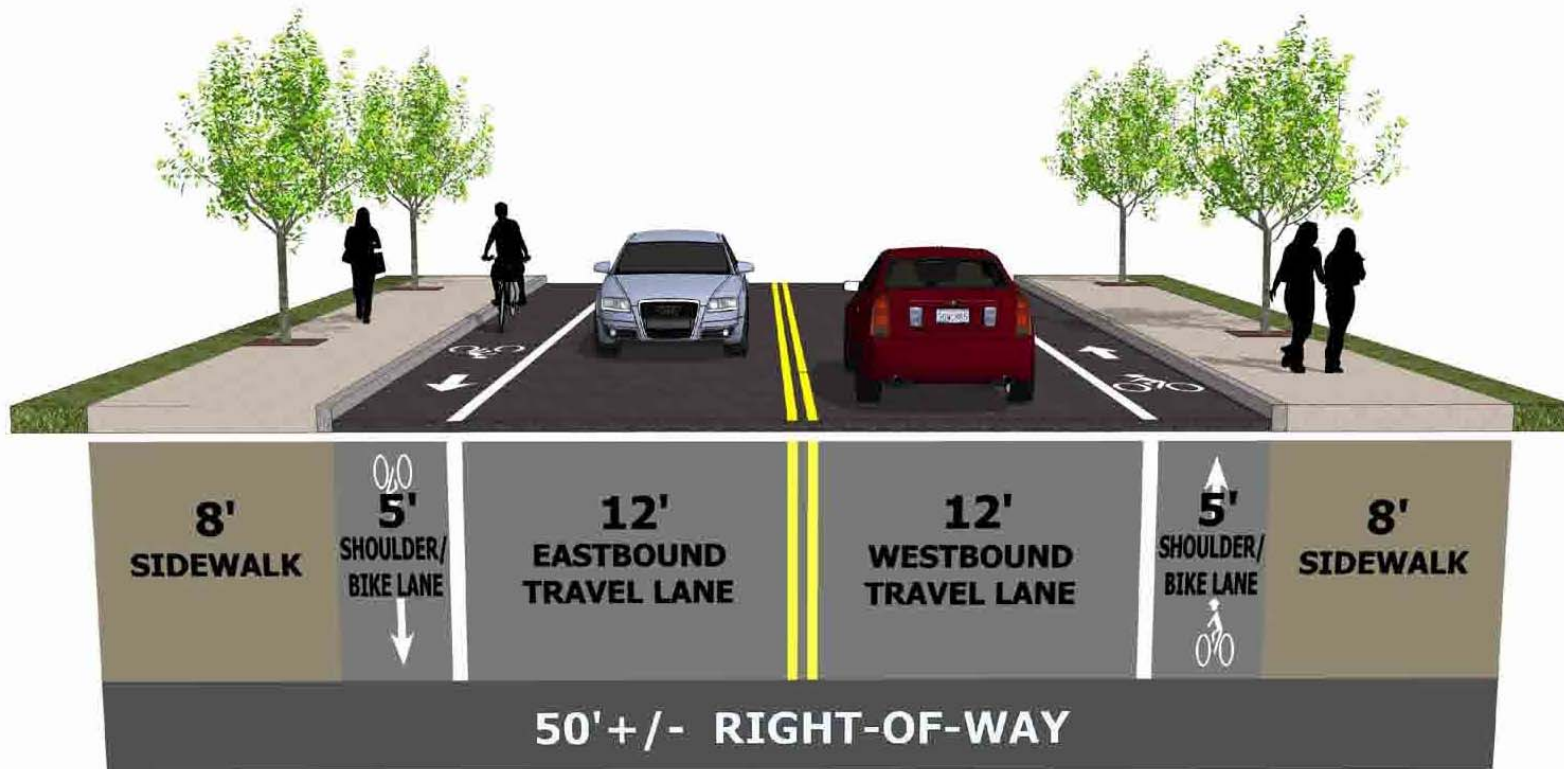 8'
SIDEWALK
5'
SHOULDER/
BIKE LANE
12'
EASTBOUND
TRAVEL LANE
12'
WESTBOUND
TRAVEL LANE
5'
SHOULDER/
BIKE LANE
8'
SIDEWALK
50'+/- RIGHT-OF-WAY